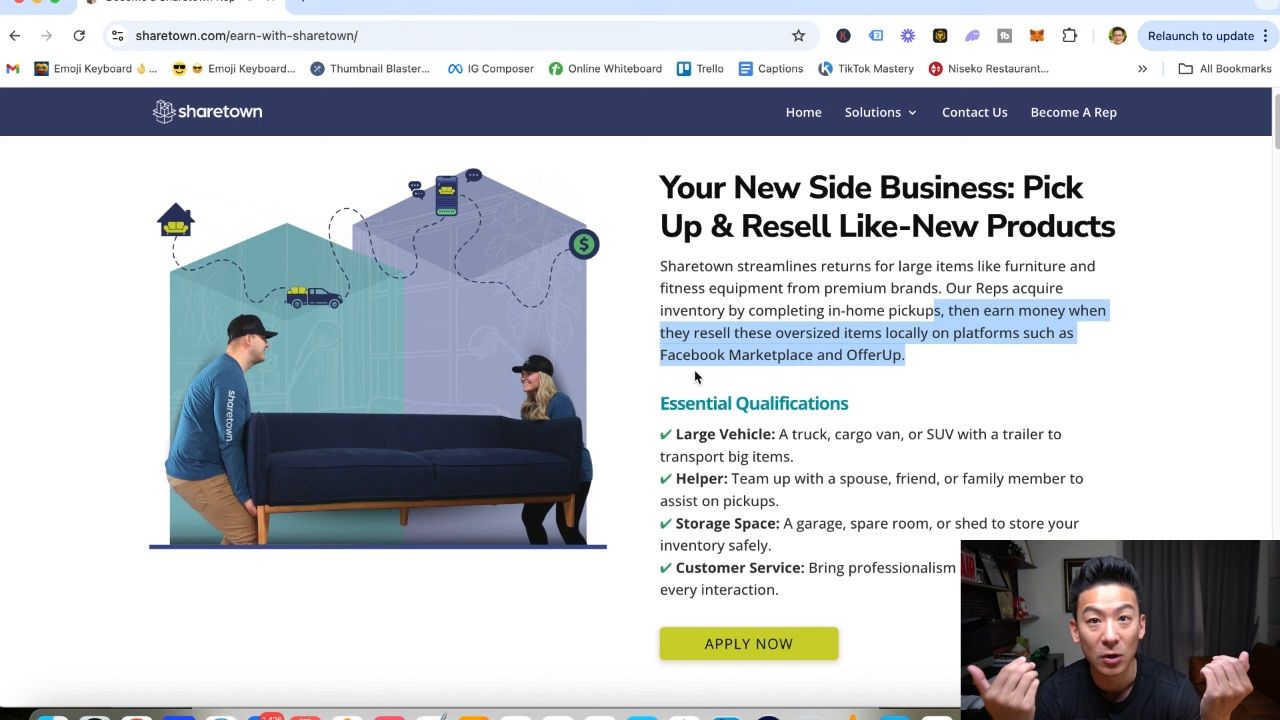 sharetown.com/earn-with-sharetown/
Relaunch to update
Emoji Keyboard 👌...
Emoji Keyboard...
Thumbnail Blaster...
IG Composer
Online Whiteboard
Trello
Captions
TikTok Mastery
Niseko Restaurant...
All Bookmarks
sharetown
Home
Solutions
Contact Us
Become A Rep
sharetown
Your New Side Business: Pick
Up & Resell Like-New Products
Sharetown streamlines returns for large items like furniture and
fitness equipment from premium brands. Our Reps acquire
inventory by completing in-home pickups, then earn money when
they resell these oversized items locally on platforms such as
Facebook Marketplace and OfferUp.
Essential Qualifications
✔ Large Vehicle: A truck, cargo van, or SUV with a trailer to
transport big items.
✔ Helper: Team up with a spouse, friend, or family member to
assist on pickups.
✔ Storage Space: A garage, spare room, or shed to store your
inventory safely.
✔ Customer Service: Bring professionalism
every interaction.
APPLY NOW